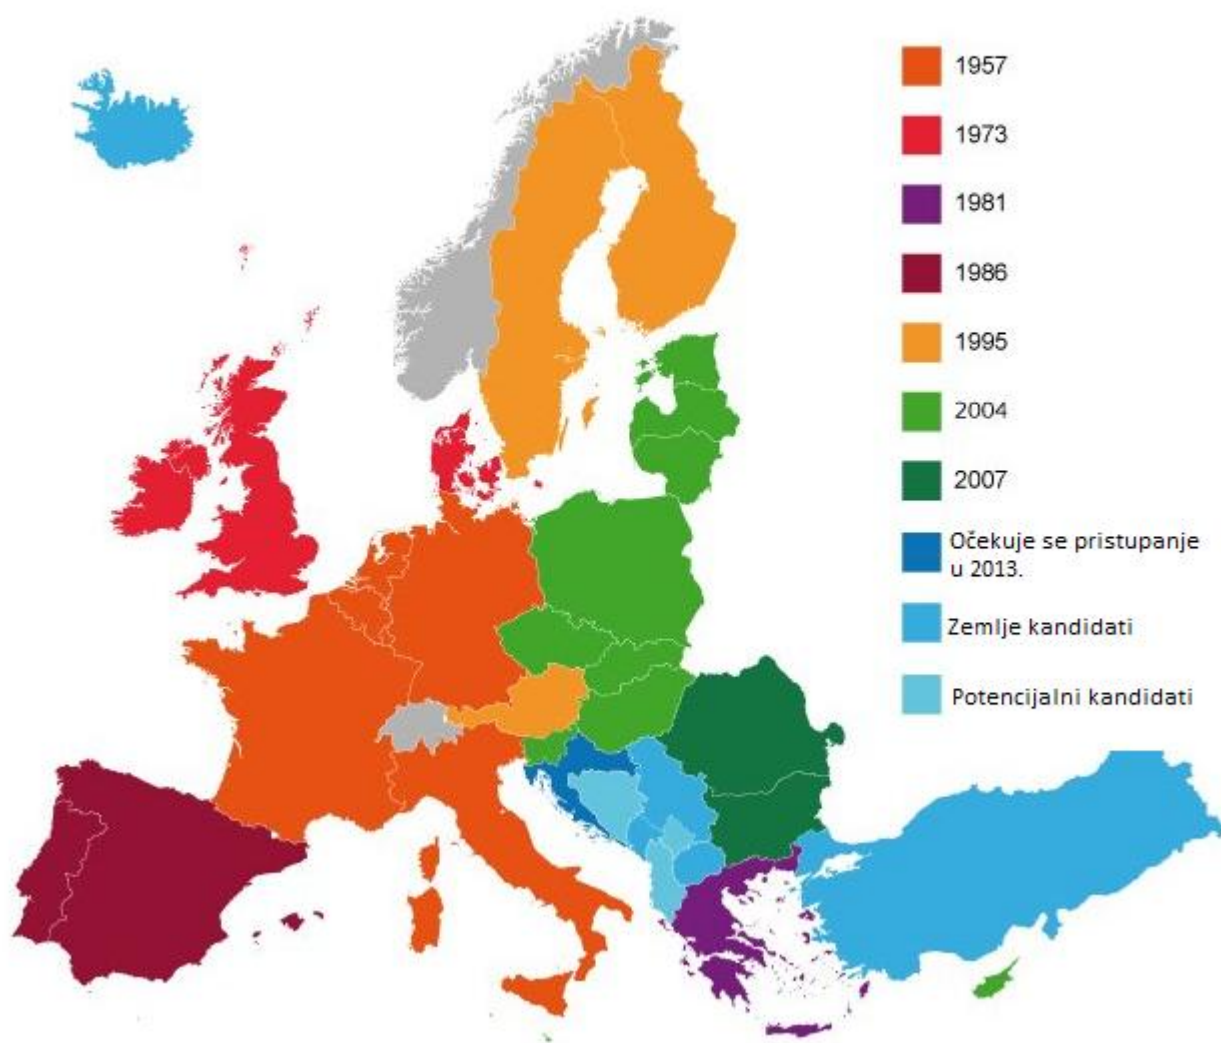 1957
1973
1981
1986
1995
2004
2007
Očekuje se pristupanje
u 2013.
Zemlje kandidati
Potencijalni kandidati